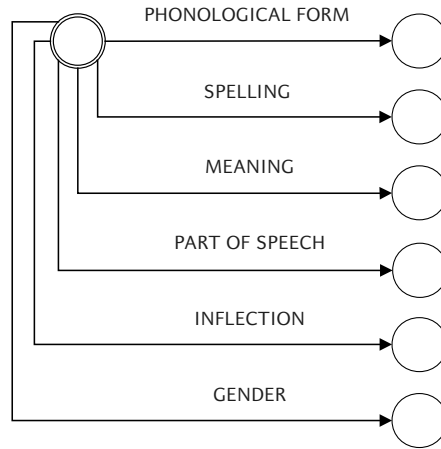 PHONOLOGICAL FORM
SPELLING
MEANING
PART OF SPEECH
INFLECTION
GENDER